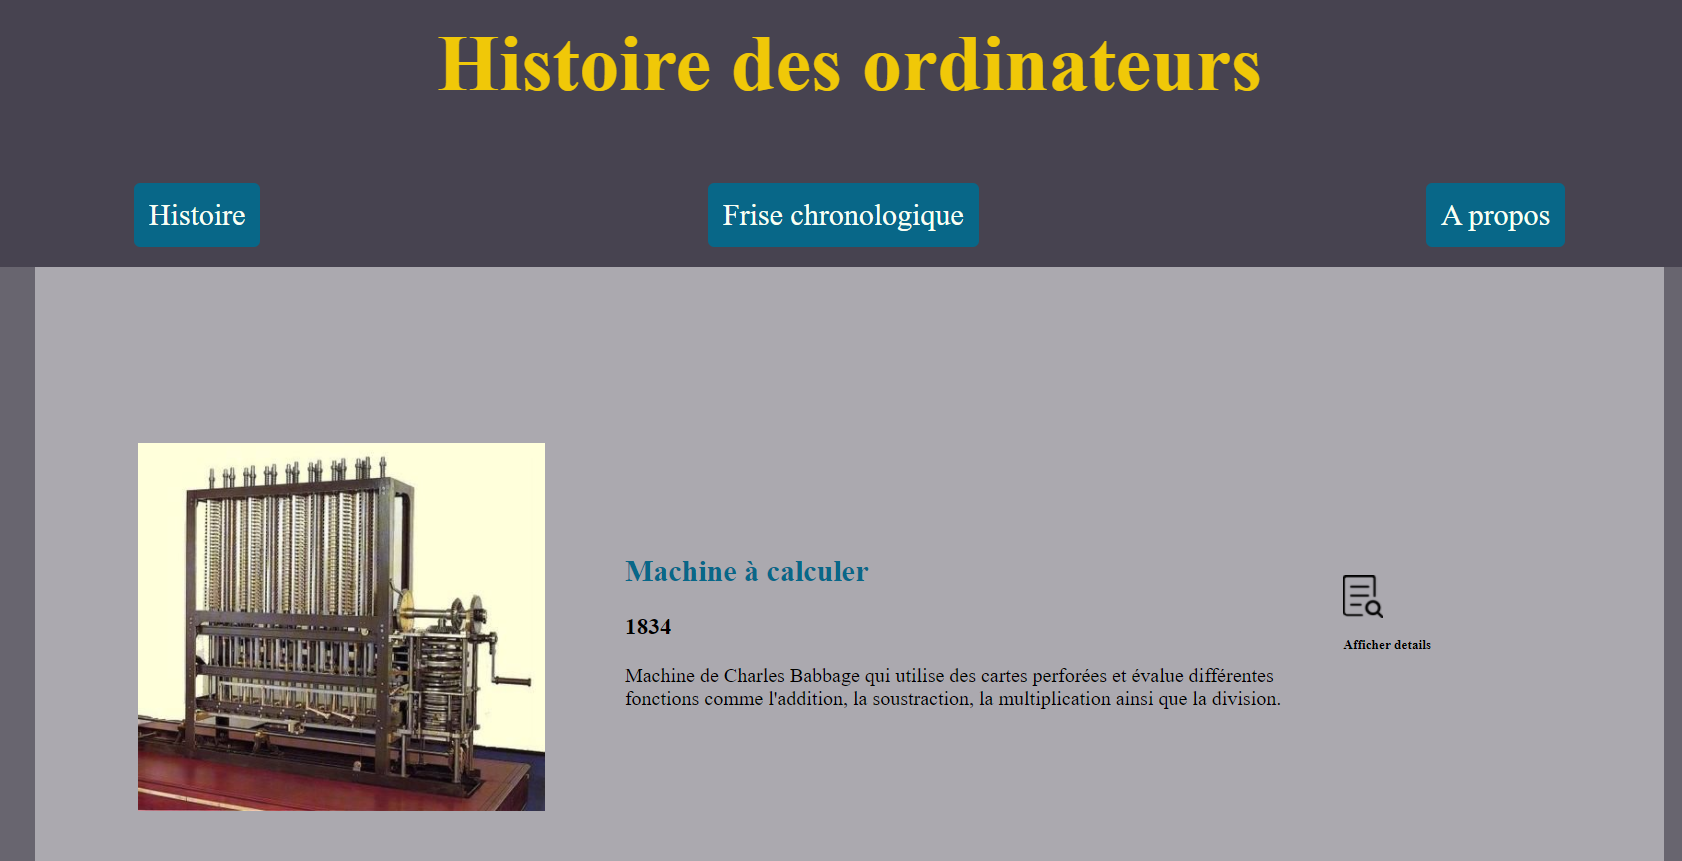 Histoire des ordinateurs
Histoire
Frise chronologique
A propos
Machine à calculer
1834
Machine de Charles Babbage qui utilise des cartes perforées et évalue différentes
fonctions comme l'addition, la soustraction, la multiplication ainsi que la division.
Afficher details